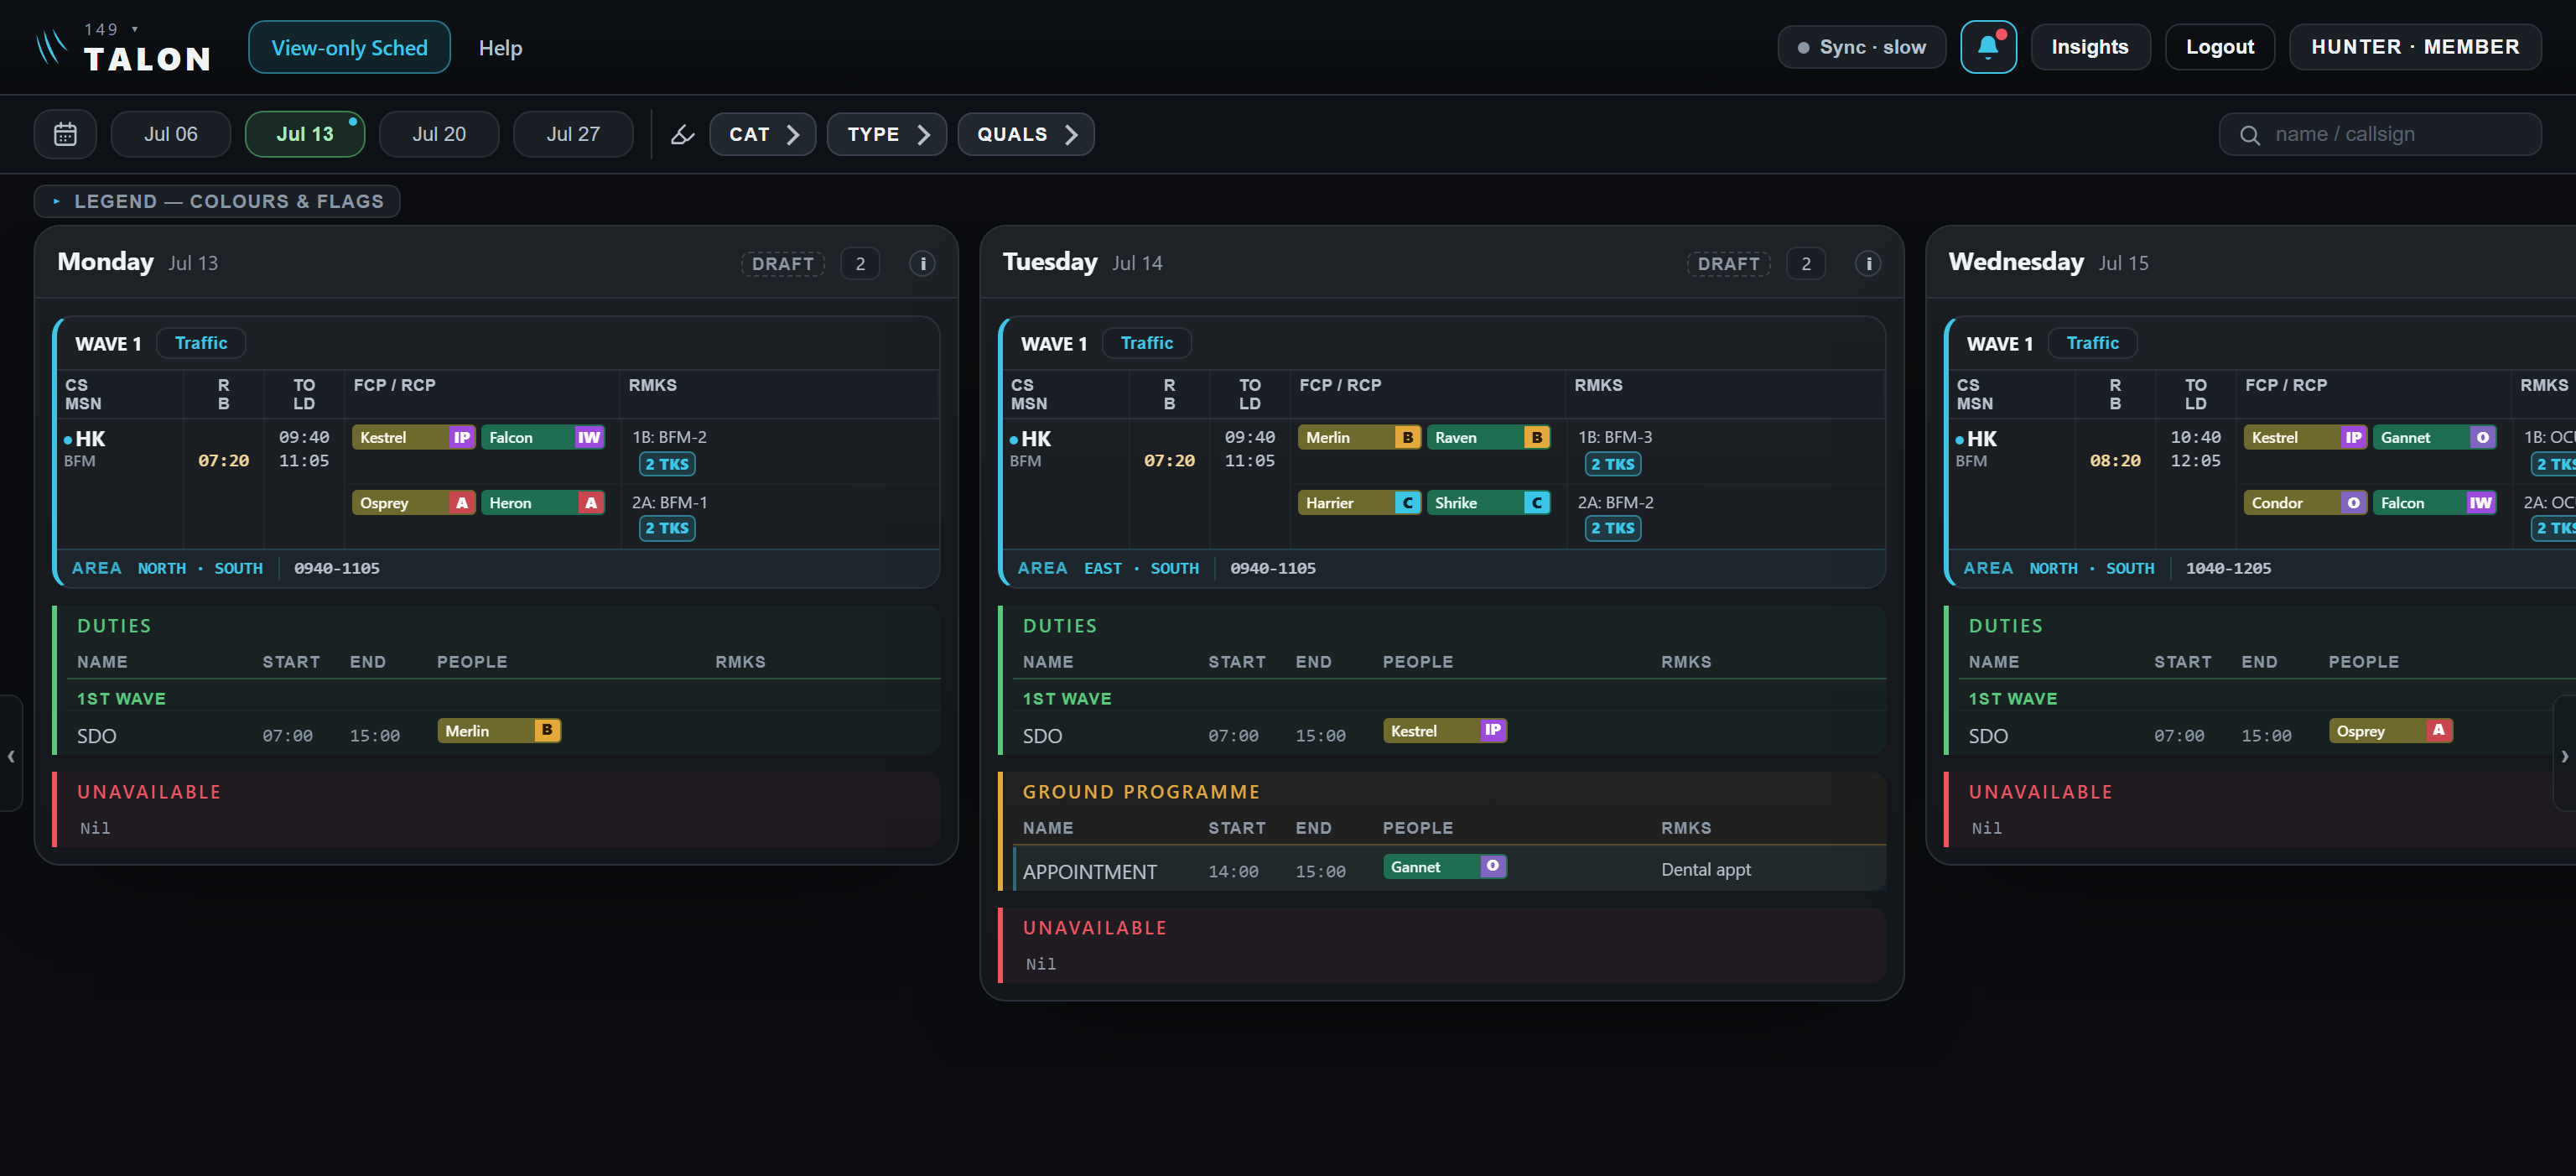 149 ▾
TALON
View-only Sched
Help
Sync · slow
Insights
Logout
HUNTER · MEMBER
Jul 06
Jul 13
Jul 20
Jul 27
CAT
TYPE
QUALS
name / callsign
LEGEND — COLOURS & FLAGS
Monday Jul 13
DRAFT 2 i
WAVE 1 Traffic
CS R TO FCP / RCP RMKS
MSN B LD
HK 09:40 Kestrel IP Falcon IW 1B: BFM-2
BFM 07:20 11:05 2 TKS
Osprey A Heron A 2A: BFM-1
2 TKS
AREA NORTH · SOUTH 0940-1105
DUTIES
NAME START END PEOPLE RMKS
1ST WAVE
SDO 07:00 15:00 Merlin B
UNAVAILABLE
Nil
Tuesday Jul 14
DRAFT 2 i
WAVE 1 Traffic
CS R TO FCP / RCP RMKS
MSN B LD
HK 09:40 Merlin B Raven B 1B: BFM-3
BFM 07:20 11:05 2 TKS
Harrier C Shrike C 2A: BFM-2
2 TKS
AREA EAST · SOUTH 0940-1105
DUTIES
NAME START END PEOPLE RMKS
1ST WAVE
SDO 07:00 15:00 Kestrel IP
GROUND PROGRAMME
NAME START END PEOPLE RMKS
APPOINTMENT 14:00 15:00 Gannet O Dental appt
UNAVAILABLE
Nil
Wednesday Jul 15
WAVE 1 Traffic
CS R TO FCP / RCP RMKS
MSN B LD
HK 10:40 Kestrel IP Gannet O 1B:
BFM 08:20 12:05 2
Condor O Falcon IW 2A:
2
AREA NORTH · SOUTH 1040-1205
DUTIES
NAME START END PEOPLE
1ST WAVE
SDO 07:00 15:00 Osprey A
UNAVAILABLE
Nil